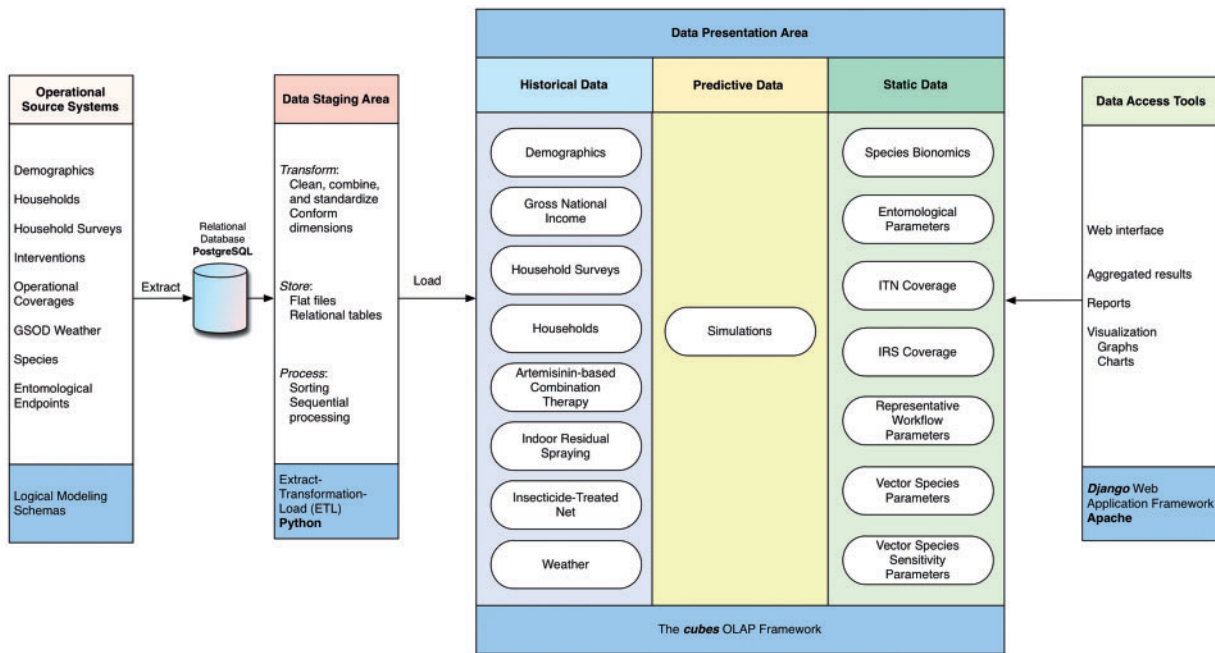 Operational
Source Systems
Demographics
Households
Household Surveys
Interventions
Operational
Coverages
GSOD Weather
Species
Entomological
Endpoints
Logical Modeling
Schemas
Extract
Relational
Database
PostgreSQL
Data Staging Area
Transform:
Clean, combine,
and standardize
Conform
dimensions
Store:
Flat files
Relational tables
Process:
Sorting
Sequential
processing
Extract-
Transformation-
Load (ETL)
Python
Load
Data Presentation Area
Historical Data
Demographics
Gross National
Income
Household Surveys
Households
Artemisinin-based
Combination
Therapy
Indoor Residual
Spraying
Insecticide-Treated
Net
Weather
Predictive Data
Simulations
Static Data
Species Bionomics
Entomological
Parameters
ITN Coverage
IRS Coverage
Representative
Workflow
Parameters
Vector Species
Parameters
Vector Species
Sensitivity
Parameters
The cubes OLAP Framework
Data Access Tools
Web interface
Aggregated results
Reports
Visualization
Graphs
Charts
Django Web
Application Framework
Apache